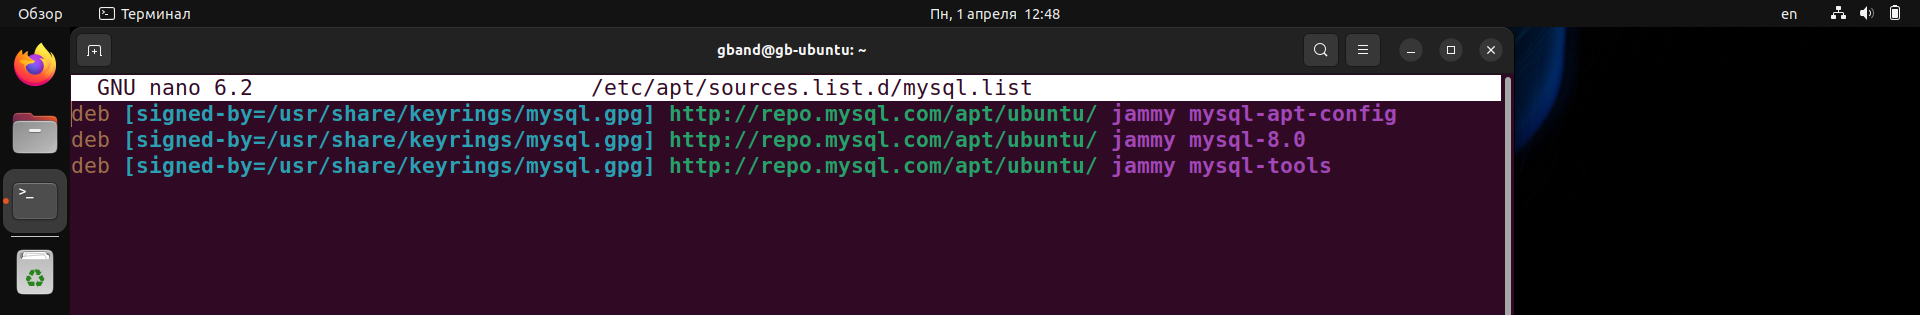 Обзор Терминал Пн, 1 апреля 12:48 en
gband@gb-ubuntu: ~
GNU nano 6.2 /etc/apt/sources.list.d/mysql.list
deb [signed-by=/usr/share/keyrings/mysql.gpg] http://repo.mysql.com/apt/ubuntu/ jammy mysql-apt-config
deb [signed-by=/usr/share/keyrings/mysql.gpg] http://repo.mysql.com/apt/ubuntu/ jammy mysql-8.0
deb [signed-by=/usr/share/keyrings/mysql.gpg] http://repo.mysql.com/apt/ubuntu/ jammy mysql-tools